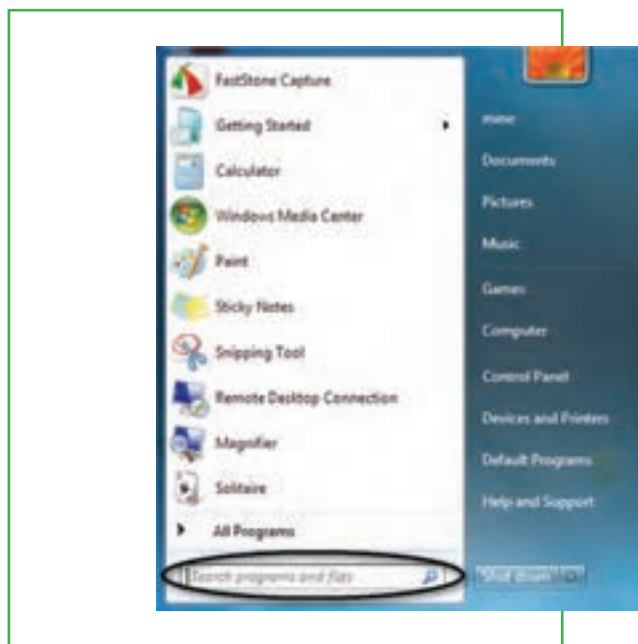 FastStone Capture
Getting Started
Calculator
Windows Media Center
Paint
Sticky Notes
Snipping Tool
Remote Desktop Connection
Magnifier
Solitaire
All Programs
Search programs and files
mine
Documents
Pictures
Music
Games
Computer
Control Panel
Devices and Printers
Default Programs
Help and Support
Shut down